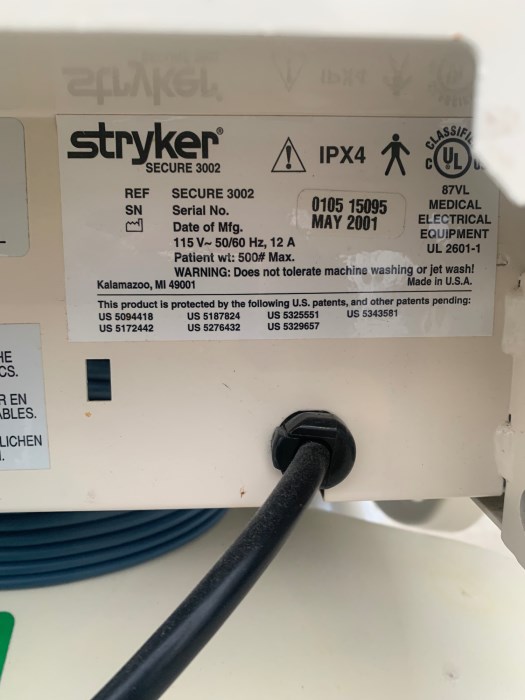 stryker®
SECURE 3002
IPX4
CLASSIFI
C UL
87VL
MEDICAL
ELECTRICAL
EQUIPMENT
UL 2601-1
REF SECURE 3002
SN Serial No.
Date of Mfg.
0105 15095
MAY 2001
115 V~ 50/60 Hz, 12 A
Patient wt: 500# Max.
WARNING: Does not tolerate machine washing or jet wash!
Kalamazoo, MI 49001 Made in U.S.A.
This product is protected by the following U.S. patents, and other patents pending:
US 5094418 US 5187824 US 5325551 US 5343581
US 5172442 US 5276432 US 5329657
HE
CS.
R EN
ABLES.
LICHEN